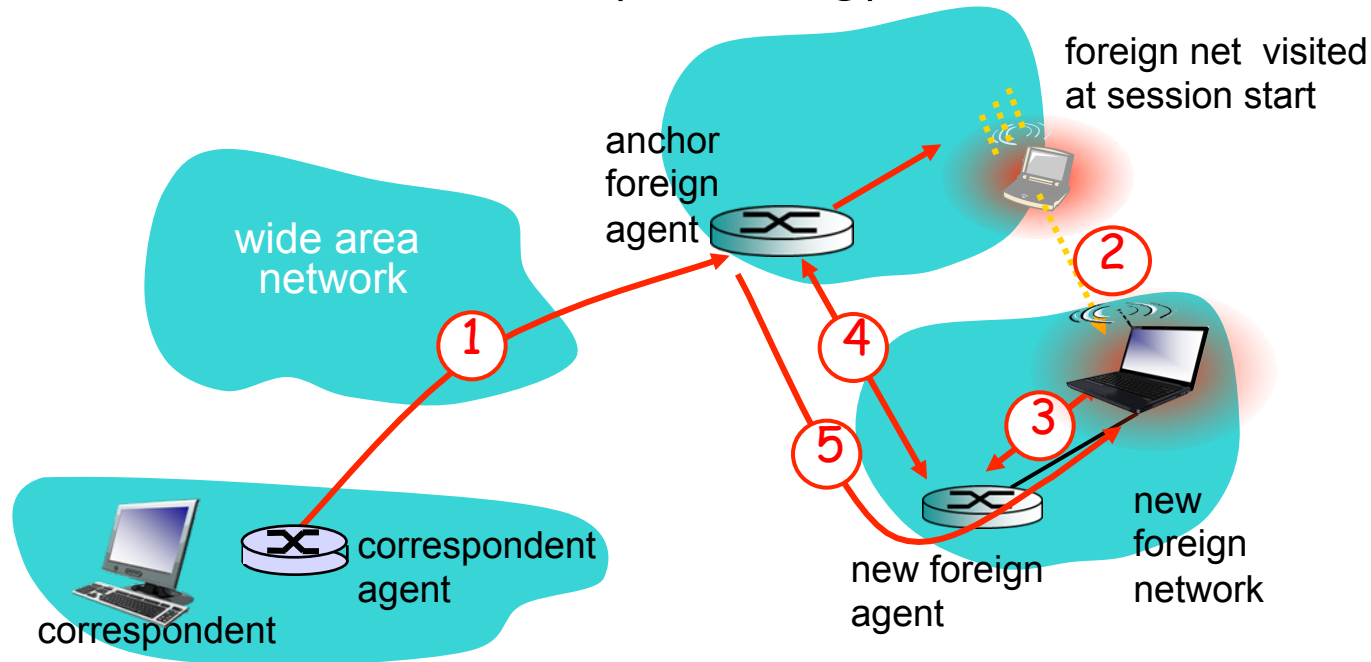 foreign net visited
at session start
anchor
foreign
agent
wide area
network
2
1
4
3
5
new
foreign
network
new foreign
agent
correspondent
agent
correspondent